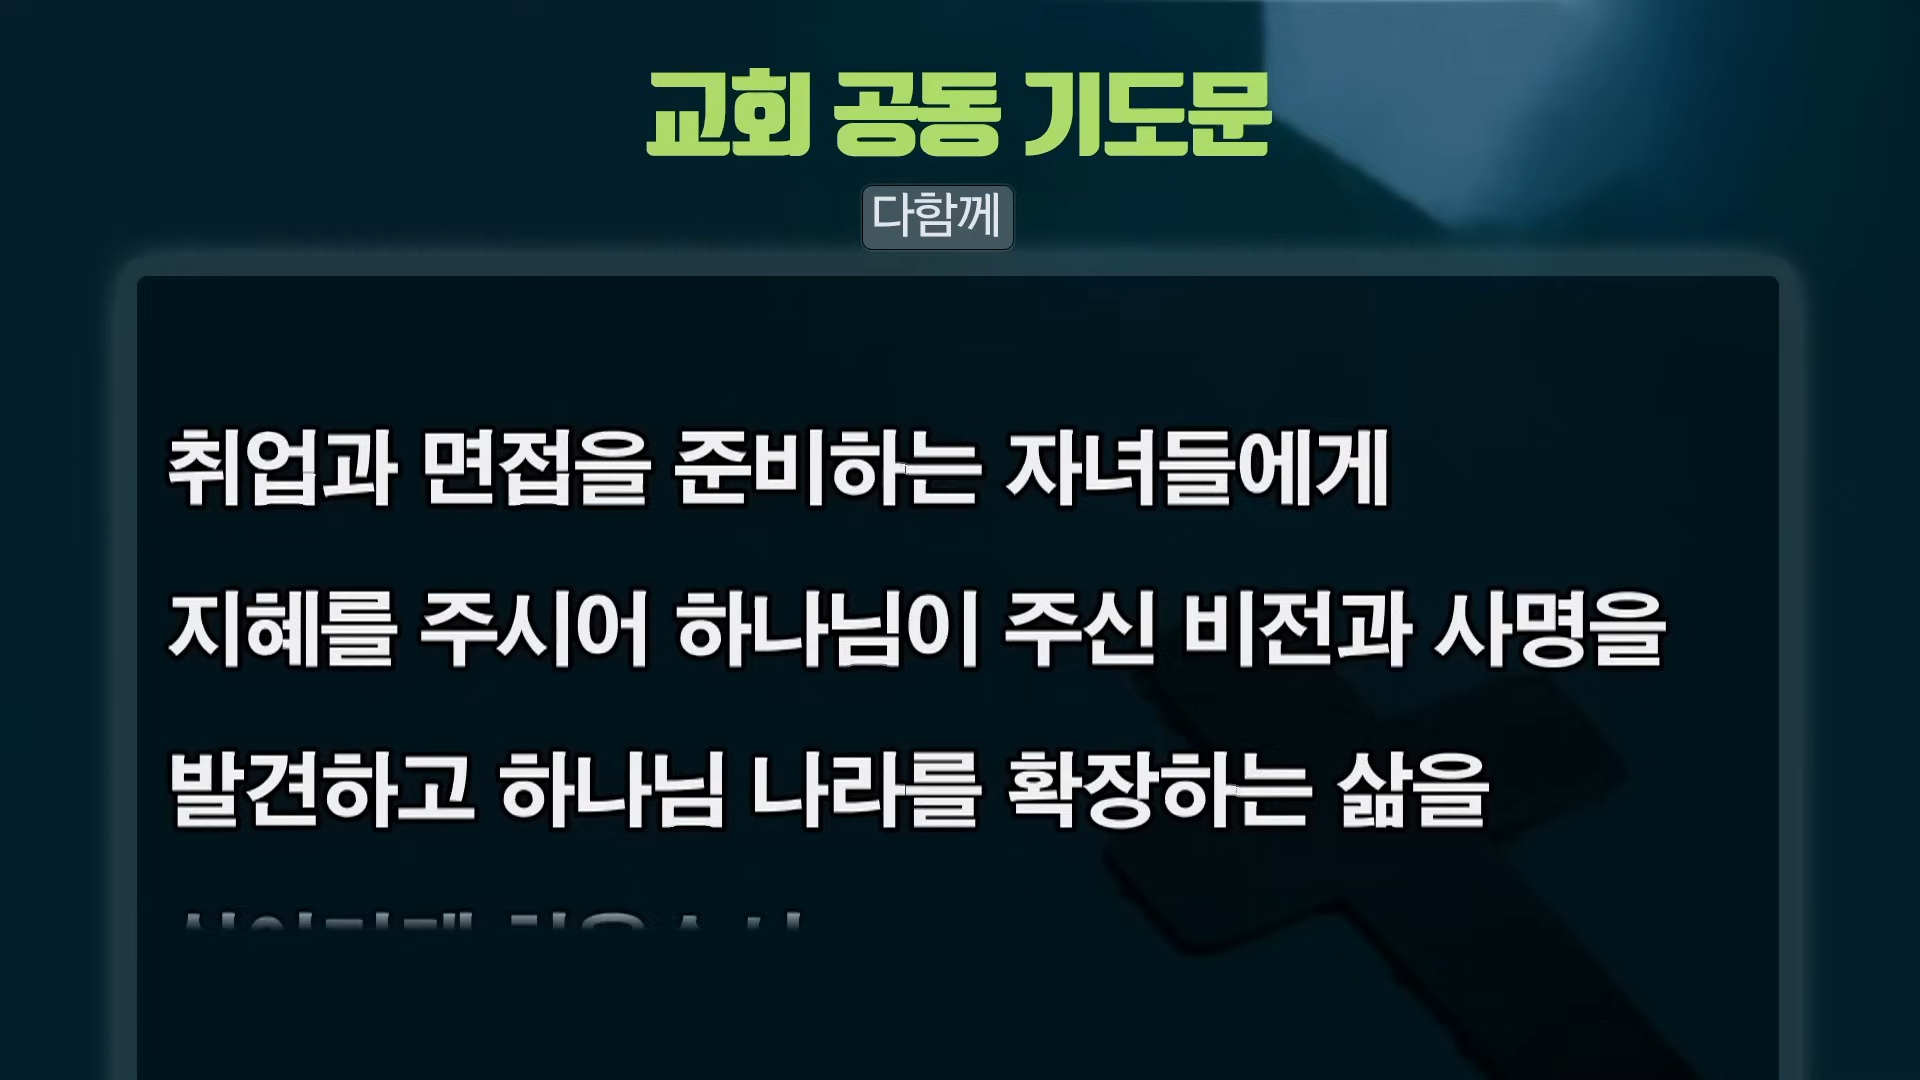 교회 공동 기도문
다함께
취업과 면접을 준비하는 자녀들에게
지혜를 주시어 하나님이 주신 비전과 사명을
발견하고 하나님 나라를 확장하는 삶을